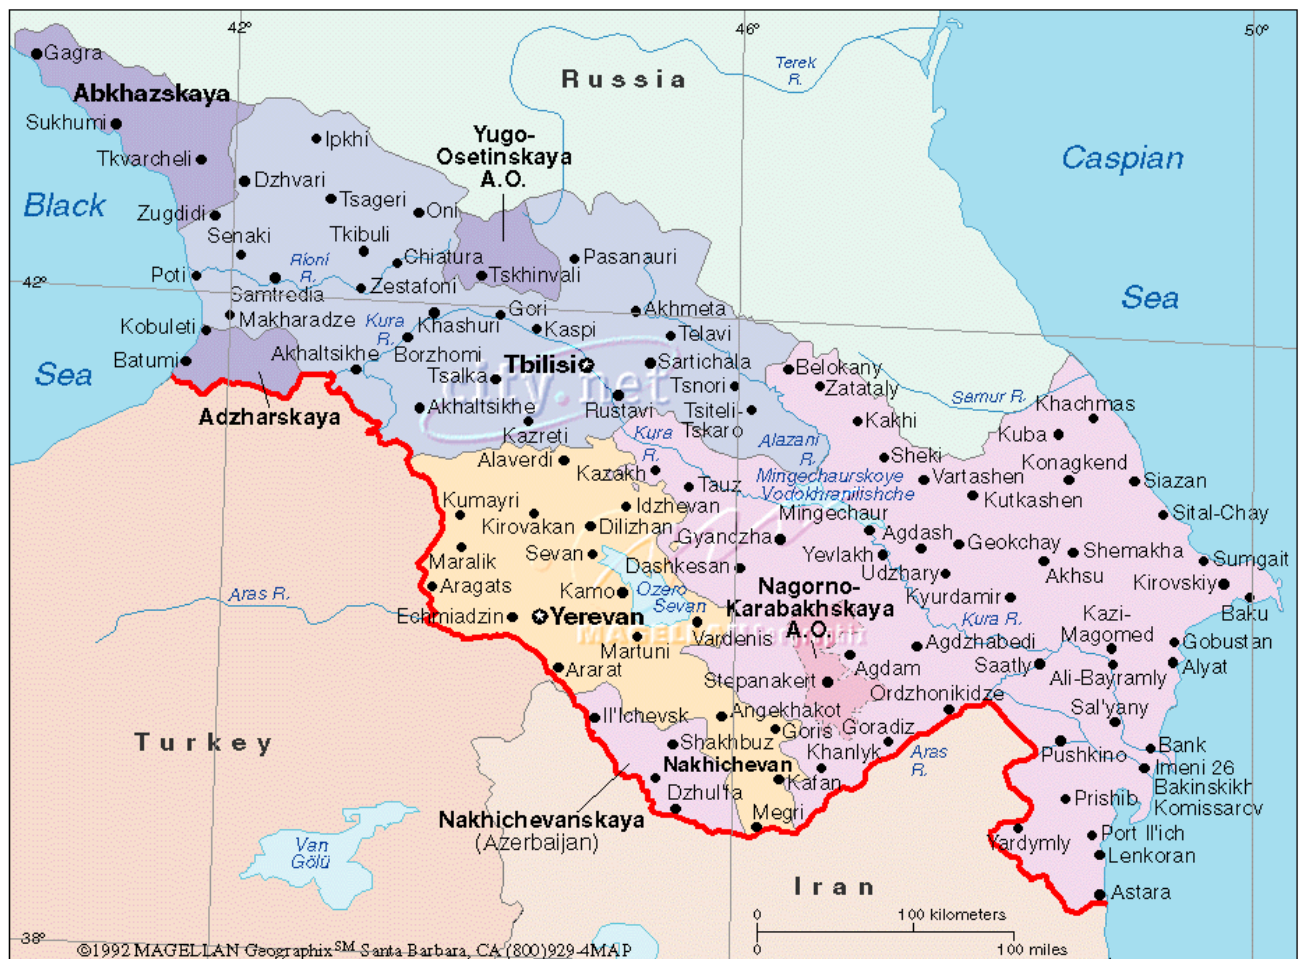 42°
46°
50°
Gagra
Russia
Terek
R.
Abkhazskaya
Sukhumi
Ipkhi
Yugo-
Osetinskaya
A.O.
Caspian
Tkvarcheli
Dzhvari
Tsageri
Oni
Black
Zugdidi
Senaki
Tkibuli
Rioni
R.
Chiatura
Pasanauri
Poti
Tskhinvali
42°
Samtredia
Zestafoni
Sea
Kobuleti
Makharadze
Kura
R.
Khashuri
Gori
Kaspi
Akhmeta
Telavi
Batumi
Akhaltsikhe
Borzhomi
Tbilisi
Sartichala
Belokany
Sea
Tsalka
city.net
Tsnori
Zatataly
Samur R.
Khachmas
Adzharskaya
Akhaltsikhe
Rustavi
Tsiteli-
Tskaro
Kakhi
Kazreti
Kura
R.
Alazani
R.
Kuba
Alaverdi
Kazakh
Sheki
Konagkend
Mingechaurskoye
Vodokhranilishche
Vartashen
Siazan
Tauz
Kutkashen
Kumayri
Kirovakan
Idzhevan
Mingechaur
Sital-Chay
Dilizhan
Gyandzha
Agdash
Geokchay
Maralik
Sevan
Yevlakh
Shemakha
Sumgait
Dashkesan
Udzhary
Akhsu
Kirovskiy
Aragats
Kamo
Ozero
Sevan
Nagorno-
Karabakhskaya
A.O.
Kyurdamir
Baku
Aras R.
Echmiadzin
Yerevan
Kura R.
Kazi-
Magomed
MAGELLAN Geographix
Vardenis
Martuni
Agdzhabedi
Gobustan
Ararat
Agdam
Saatly
Alyat
Stepanakert
Ali-Bayramly
Ordzhonikidze
Il'Ichevsk
Angekhakot
Sal'yany
Turkey
Goris
Goradiz
Shakhbuz
Khanlyk
Aras
R.
Pushkino
Bank
Nakhichevan
Kafan
Imeni 26
Bakinskikh
Komissarov
Dzhulfa
Prishib
Nakhichevanskaya
(Azerbaijan)
Megri
Yardymly
Port Il'ich
Van
Gölü
Lenkoran
Iran
Astara
0
100 kilometers
0
100 miles
38°
©1992 MAGELLAN Geographix℠ Santa Barbara, CA (800)929-4MAP